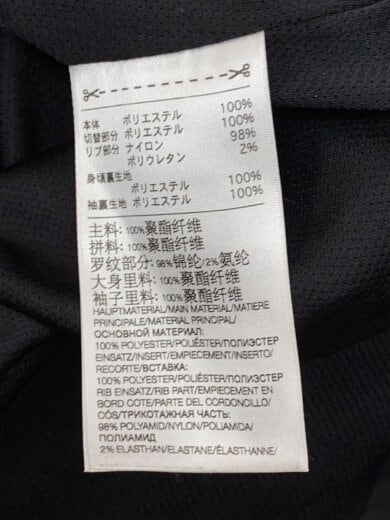 本体 ポリエステル 100%
切替部分 ポリエステル 100%
リブ部分 ナイロン 98%
ポリウレタン 2%
身頃裏生地
ポリエステル 100%
袖裏生地 ポリエステル 100%
主料: 100%聚酯纤维
拼料: 100%聚酯纤维
罗纹部分: 98%锦纶/2%氨纶
大身里料: 100%聚酯纤维
袖子里料: 100%聚酯纤维
HAUPTMATERIAL/MAIN MATERIAL/MATIERE
PRINCIPALE/MATERIAL PRINCIPAL/
ОСНОВНОЙ МАТЕРИАЛ:
100% POLYESTER/POLIÉSTER/ПОЛИЭСТЕР
EINSATZ/INSERT/EMPIECEMENT/INSERTO/
RECORTE/ВСТАВКА:
100% POLYESTER/POLIÉSTER/ПОЛИЭСТЕР
RIB EINSATZ/RIB PART/EMPIECEMENT EN
BORD COTE/PARTE DEL CORDONCILLO/
CÓS/ТРИКОТАЖНАЯ ЧАСТЬ:
98% POLYAMID/NYLON/POLIAMIDA/
ПОЛИАМИД
2% ELASTHAN/ELASTANE/ÉLASTHANNE/